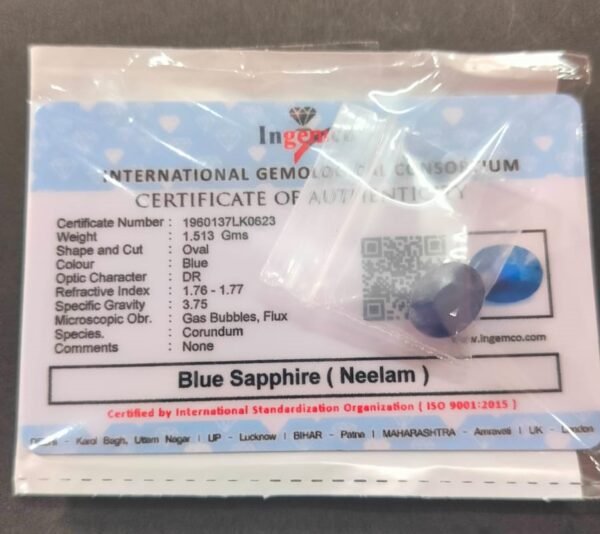 Ingemco
INTERNATIONAL GEMOLOGICAL CONSORTIUM
CERTIFICATE OF AUTHENTICITY
Certificate Number : 1960137LK0623
Weight : 1.513 Gms
Shape and Cut : Oval
Colour : Blue
Optic Character : DR
Refractive Index : 1.76 - 1.77
Specific Gravity : 3.75
Microscopic Obr. : Gas Bubbles, Flux
Species. : Corundum
Comments : None
www.ingemco.com
Blue Sapphire ( Neelam )
Certified by International Standardization Organization ( ISO 9001:2015 )
- Karol Bagh, Uttam Nagar | UP - Lucknow | BIHAR - Patna | MAHARASHTRA - Amravati | UK - London